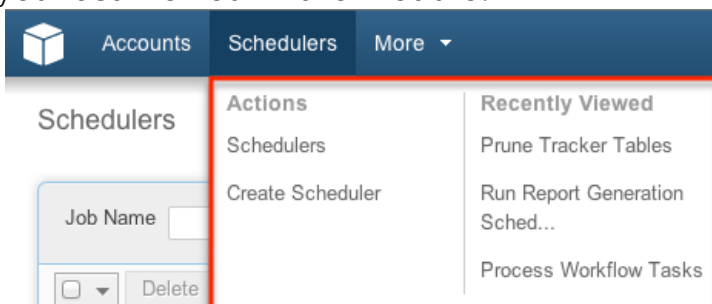 Accounts Schedulers More
Schedulers
Actions
Schedulers
Create Scheduler
Recently Viewed
Prune Tracker Tables
Run Report Generation
Sched...
Process Workflow Tasks
Job Name
Delete